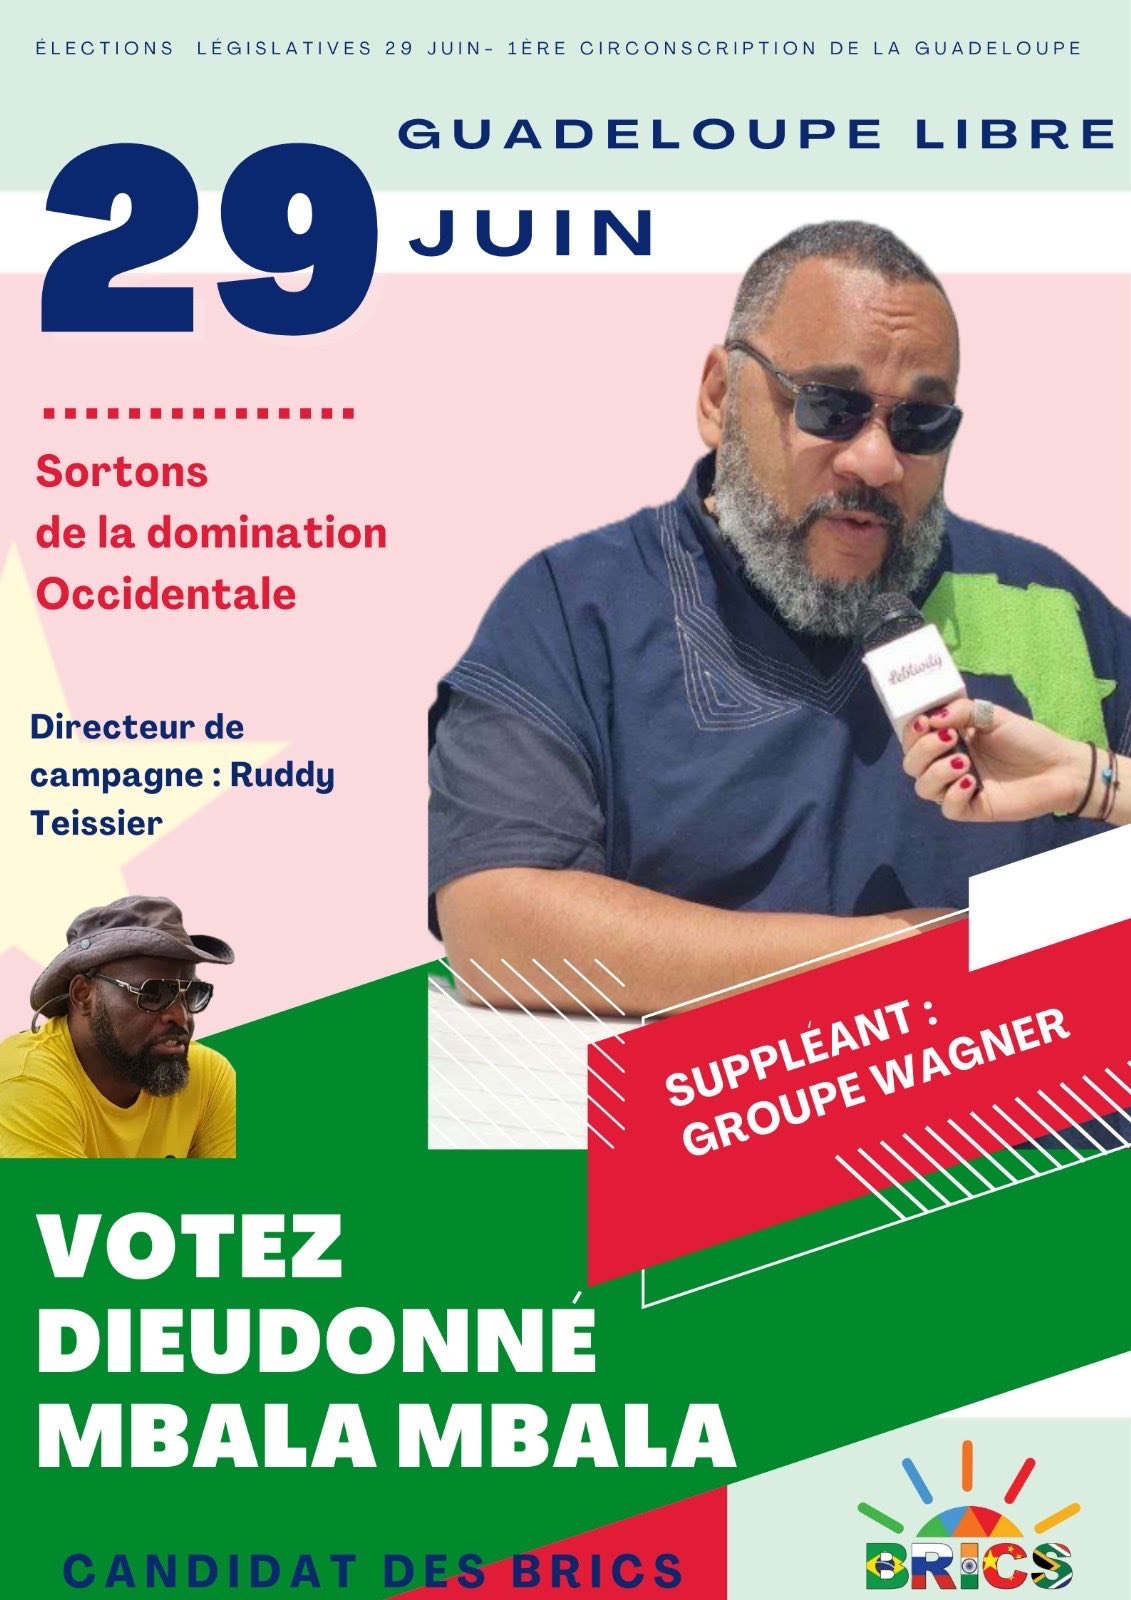 ÉLECTIONS LÉGISLATIVES 29 JUIN- 1ÈRE CIRCONSCRIPTION DE LA GUADELOUPE
GUADELOUPE LIBRE
29 JUIN
Sortons
de la domination
Occidentale
Directeur de
campagne : Ruddy
Teissier
Lebtivity
SUPPLÉANT :
GROUPE WAGNER
VOTEZ
DIEUDONNÉ
MBALA MBALA
CANDIDAT DES BRICS
BRICS